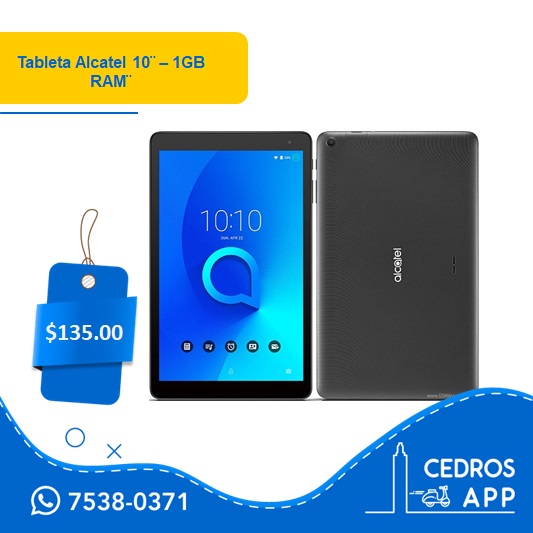 Tableta Alcatel 10¨ – 1GB
RAM¨
10:10
alcatel
$135.00
7538-0371
CEDROS
APP